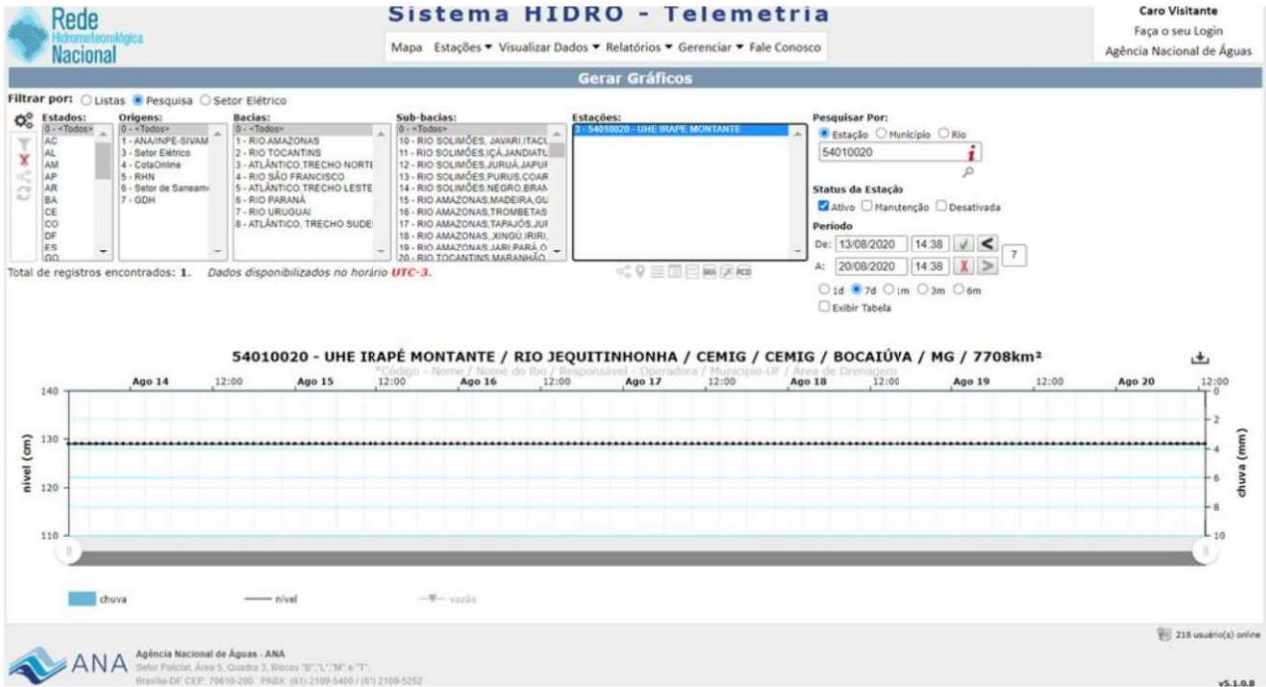 Rede
Hidrometeorológica
Nacional
Sistema HIDRO - Telemetria
Mapa Estações Visualizar Dados Relatórios Gerenciar Fale Conosco
Caro Visitante
Faça o seu Login
Agência Nacional de Águas
Gerar Gráficos
Filtrar por: Listas Pesquisa Setor Elétrico
Estados:
0 - <Todos>
AC
AL
AM
AP
AR
BA
CE
CO
DF
ES
GO
Origens:
0 - <Todos>
1 - ANA/INPE-SIVAM
3 - Setor Elétrico
4 - CotaOnline
5 - RHN
6 - Setor de Saneam
7 - GDH
Bacias:
0 - <Todos>
1 - RIO AMAZONAS
2 - RIO TOCANTINS
3 - ATLÂNTICO,TRECHO NORTE
4 - RIO SÃO FRANCISCO
5 - ATLÂNTICO,TRECHO LESTE
6 - RIO PARANÁ
7 - RIO URUGUAI
8 - ATLÂNTICO, TRECHO SUDE
Sub-bacias:
0 - <Todos>
10 - RIO SOLIMÕES, JAVARI,ITACU
11 - RIO SOLIMÕES,IÇÁ,JANDIATU
12 - RIO SOLIMÕES,JURUÁ,JAPUR
13 - RIO SOLIMÕES,PURUS,COAR
14 - RIO SOLIMÕES,NEGRO,BRAN
15 - RIO AMAZONAS,MADEIRA,GU
16 - RIO AMAZONAS,TROMBETAS
17 - RIO AMAZONAS,TAPAJÓS,JUR
18 - RIO AMAZONAS,,XINGÚ,IRIRI,
19 - RIO AMAZONAS,JARI,PARÁ,O
20 - RIO TOCANTINS,MARANHÃO
Estações:
3 - 54010020 - UHE IRAPE MONTANTE
Pesquisar Por:
Estação Município Rio
54010020
Status da Estação
Ativo Manutenção Desativada
Período
De: 13/08/2020 14:38
7
A: 20/08/2020 14:38
1d 7d 1m 3m 6m
Exibir Tabela
Total de registros encontrados: 1. Dados disponibilizados no horário UTC-3.
PCD
54010020 - UHE IRAPÉ MONTANTE / RIO JEQUITINHONHA / CEMIG / CEMIG / BOCAIÚVA / MG / 7708km²
*Código - Nome / Nome do Rio / Responsável - Operadora / Município-UF / Área de Drenagem
Ago 14 12:00 Ago 15 12:00 Ago 16 12:00 Ago 17 12:00 Ago 18 12:00 Ago 19 12:00 Ago 20 12:00
140
130
120
110
nível (cm)
0
2
4
6
8
10
chuva (mm)
chuva nível vazão
218 usuário(s) online
ANA
Agência Nacional de Águas - ANA
Setor Policial, Área 5, Quadra 3, Blocos "B","L","M" e "T".
Brasília-DF CEP: 70610-200 PABX: (61) 2109-5400 / (61) 2109-5252
v5.1.0.8